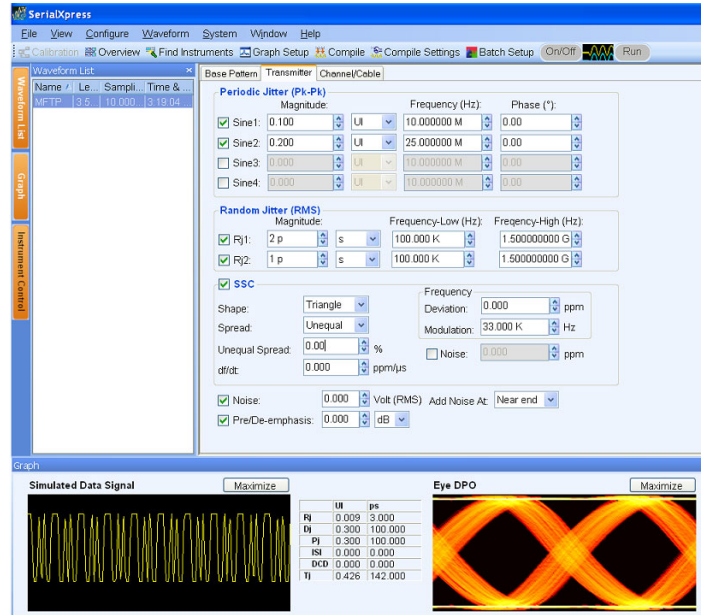 SerialXpress
File View Configure Waveform System Window Help
Calibration Overview Find Instruments Graph Setup Compile Compile Settings Batch Setup On/Off Run
Waveform List ×
Name / Le... Sampli... Time & ...
MFTP 3.5... 10.000... 3:19:04...
Waveform List
Graph
Instrument Control
Base Pattern Transmitter Channel/Cable
Periodic Jitter (Pk-Pk)
Magnitude: Frequency (Hz): Phase (°):
Sine1: 0.100 UI 10.000000 M 0.00
Sine2: 0.200 UI 25.000000 M 0.00
Sine3: 0.000 UI 10.000000 M 0.00
Sine4: 0.000 UI 10.000000 M 0.00
Random Jitter (RMS)
Magnitude: Frequency-Low (Hz): Freqency-High (Hz):
Rj1: 2 p s 100.000 K 1.500000000 G
Rj2: 1 p s 100.000 K 1.500000000 G
SSC
Shape: Triangle
Spread: Unequal
Unequal Spread: 0.00 %
df/dt: 0.000 ppm/µs
Frequency
Deviation: 0.000 ppm
Modulation: 33.000 K Hz
Noise: 0.000 ppm
Noise: 0.000 Volt (RMS) Add Noise At: Near end
Pre/De-emphasis: 0.000 dB
Graph
Simulated Data Signal Maximize
UI ps
Rj 0.009 3.000
Dj 0.300 100.000
Pj 0.300 100.000
ISI 0.000 0.000
DCD 0.000 0.000
Tj 0.426 142.000
Eye DPO Maximize